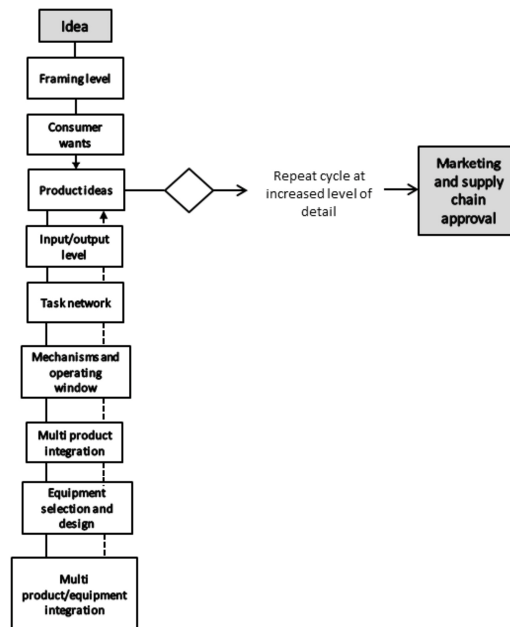 Idea
Framing level
Consumer
wants
Product ideas
Repeat cycle at
increased level of
detail
Marketing
and supply
chain
approval
Input/output
level
Task network
Mechanisms and
operating
window
Multi product
integration
Equipment
selection and
design
Multi
product/equipment
integration